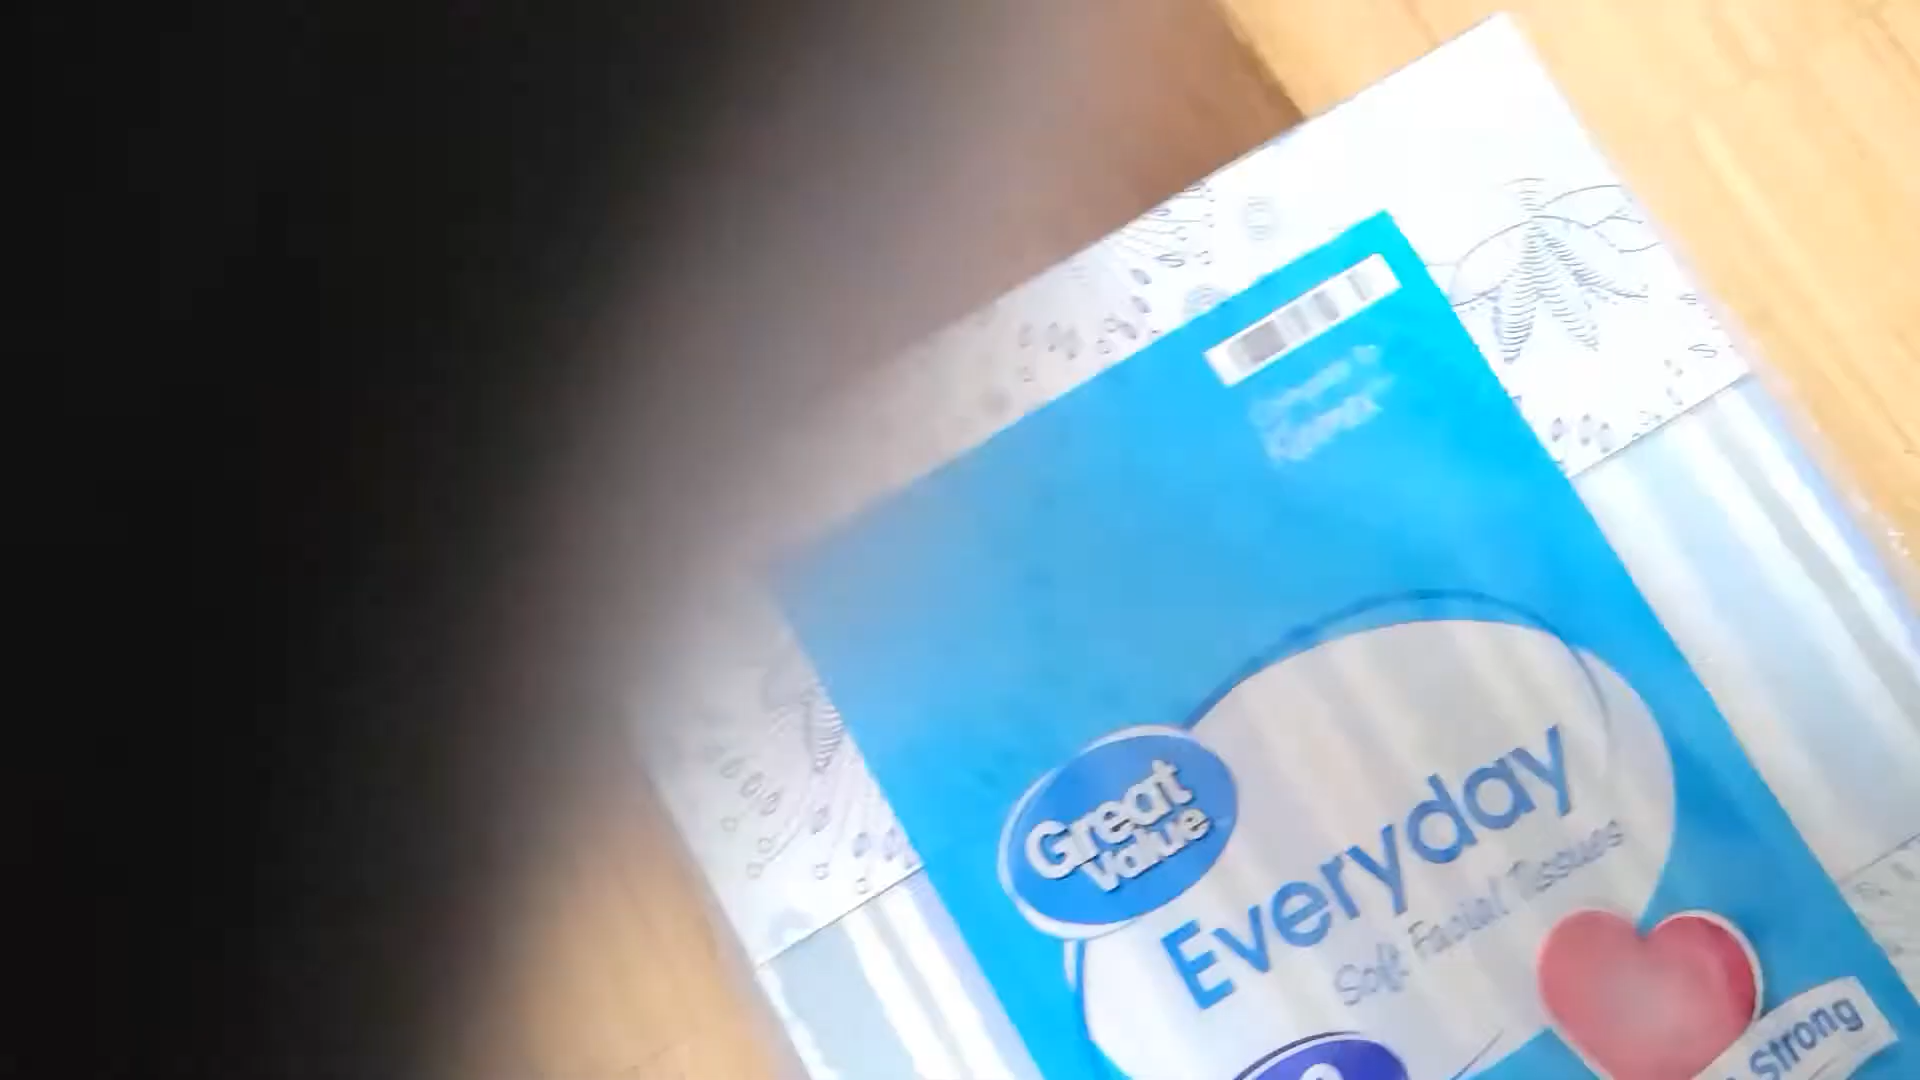 Great
Value
Everyday
Soft Facial Tissues
Strong